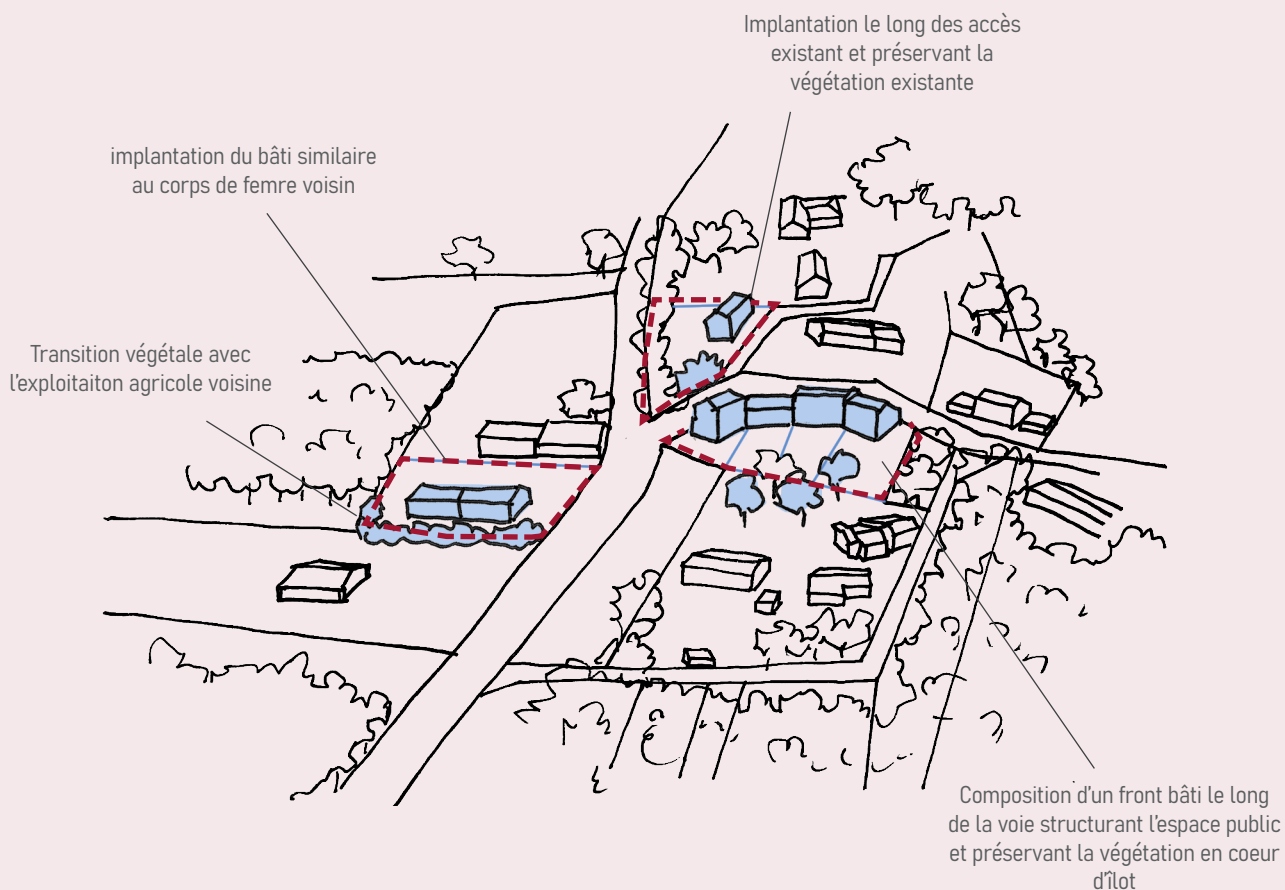 Implantation le long des accès
existant et préservant la
végétation existante
implantation du bâti similaire
au corps de femre voisin
Transition végétale avec
l'exploitaiton agricole voisine
Composition d'un front bâti le long
de la voie structurant l'espace public
et préservant la végétation en coeur
d'îlot